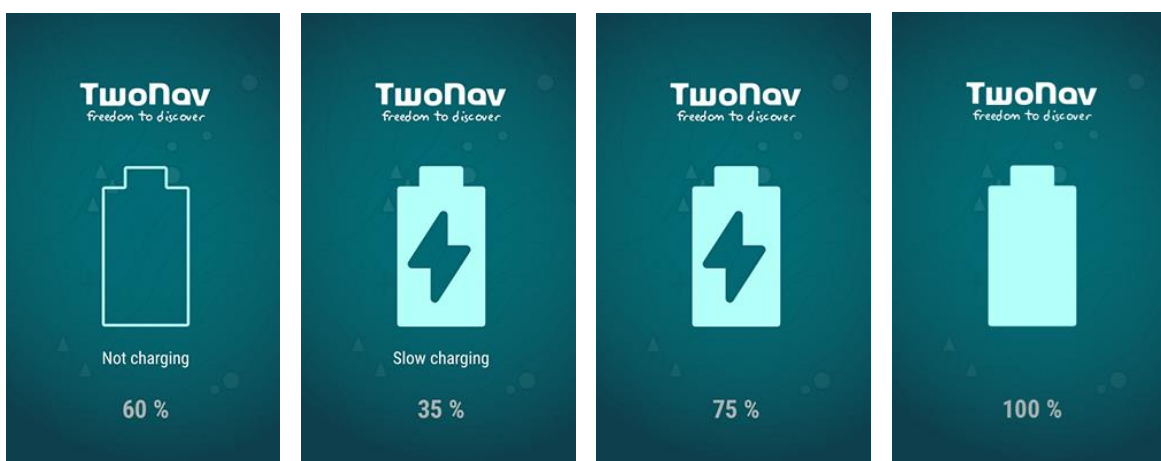 TwoNav
freedom to discover
Not charging
60 %
TwoNav
freedom to discover
Slow charging
35 %
TwoNav
freedom to discover
75 %
TwoNav
freedom to discover
100 %